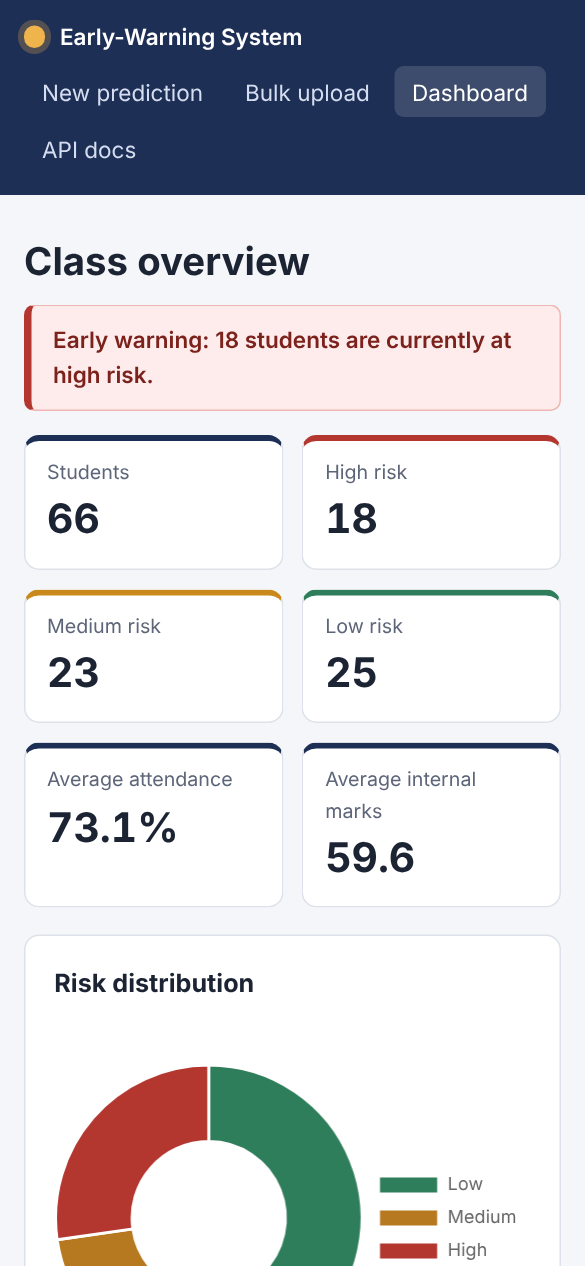 Early-Warning System
New prediction
Bulk upload
Dashboard
API docs
Class overview
Early warning: 18 students are currently at
high risk.
Students
66
High risk
18
Medium risk
23
Low risk
25
Average attendance
73.1%
Average internal
marks
59.6
Risk distribution
Low
Medium
High